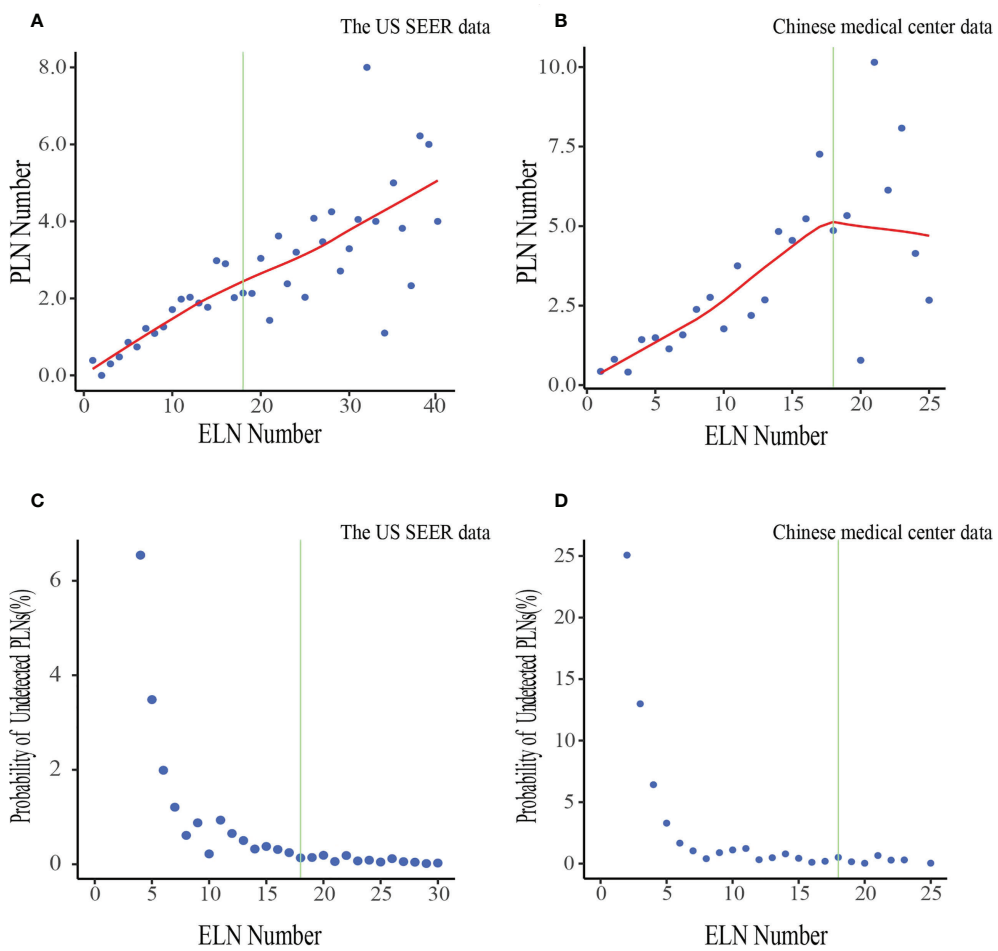 A
The US SEER data
PLN Number
8.0
6.0
4.0
2.0
0.0
0
10
20
30
40
ELN Number
B
Chinese medical center data
PLN Number
10.0
7.5
5.0
2.5
0.0
0
5
10
15
20
25
ELN Number
C
The US SEER data
Probability of Undetected PLNs(%)
6
4
2
0
0
5
10
15
20
25
30
ELN Number
D
Chinese medical center data
Probability of Undetected PLNs(%)
25
20
15
10
5
0
0
5
10
15
20
25
ELN Number